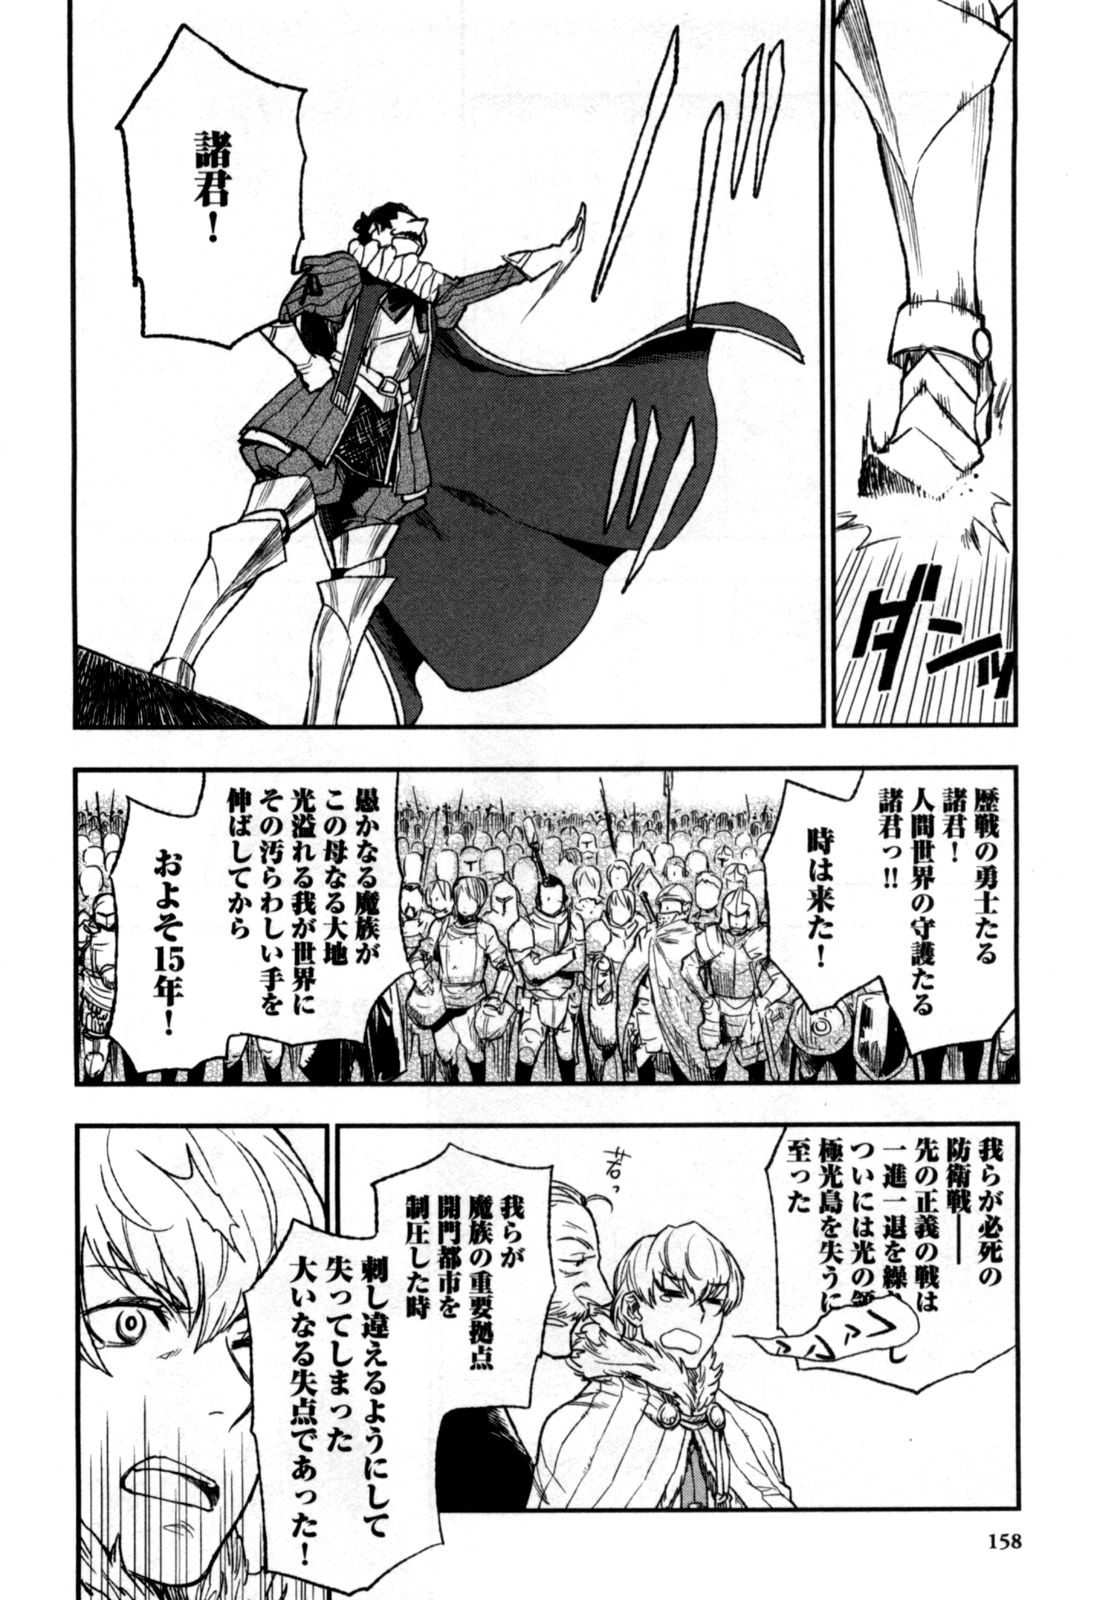 ダンッ
諸君！
歴戦の勇士たる
諸君！
人間世界の守護たる
諸君っ!!
時は来た！
愚かなる魔族が
この母なる大地
光溢れる我が世界に
その汚らわしい手を
伸ばしてから
およそ15年！
我らが必死の
防衛戦――
先の正義の戦は
一進一退を繰
し
ついには光の
極光島を失うに
至った
我らが
魔族の重要拠点
開門都市を
制圧した時
刺し違えるようにして
失ってしまった
大いなる失点であった！
158